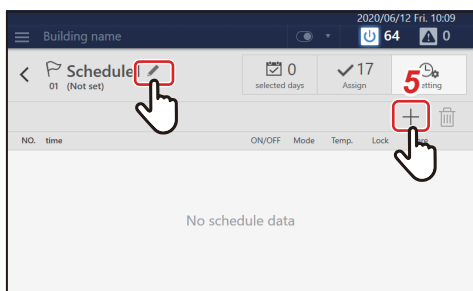 2020/06/12 Fri. 10:09
Building name 64 0
Schedule1 0 17 5
01 (Not set) selected days Assign etting
NO. time ON/OFF Mode Temp. Lock
No schedule data